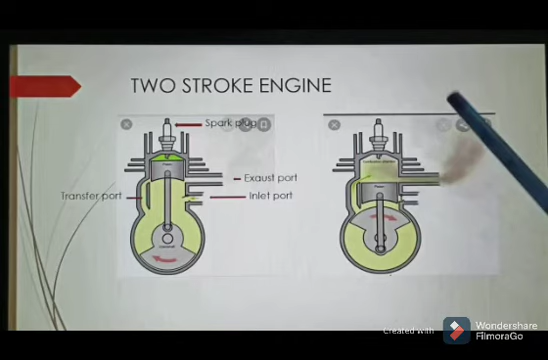 TWO STROKE ENGINE
Spark plug
Exaust port
Transfer port
Inlet port
Created with
Wondershare
FilmoraGo